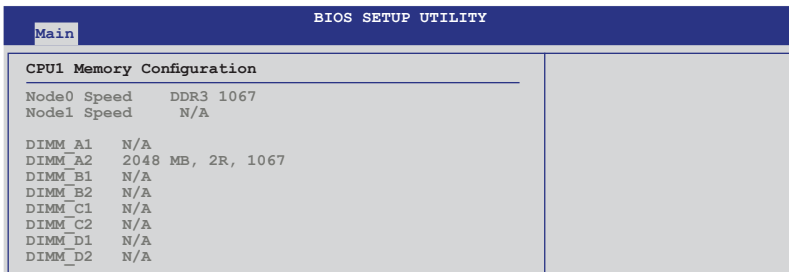 BIOS SETUP UTILITY
Main
CPU1 Memory Configuration
Node0 Speed DDR3 1067
Node1 Speed N/A
DIMM_A1 N/A
DIMM_A2 2048 MB, 2R, 1067
DIMM_B1 N/A
DIMM_B2 N/A
DIMM_C1 N/A
DIMM_C2 N/A
DIMM_D1 N/A
DIMM_D2 N/A